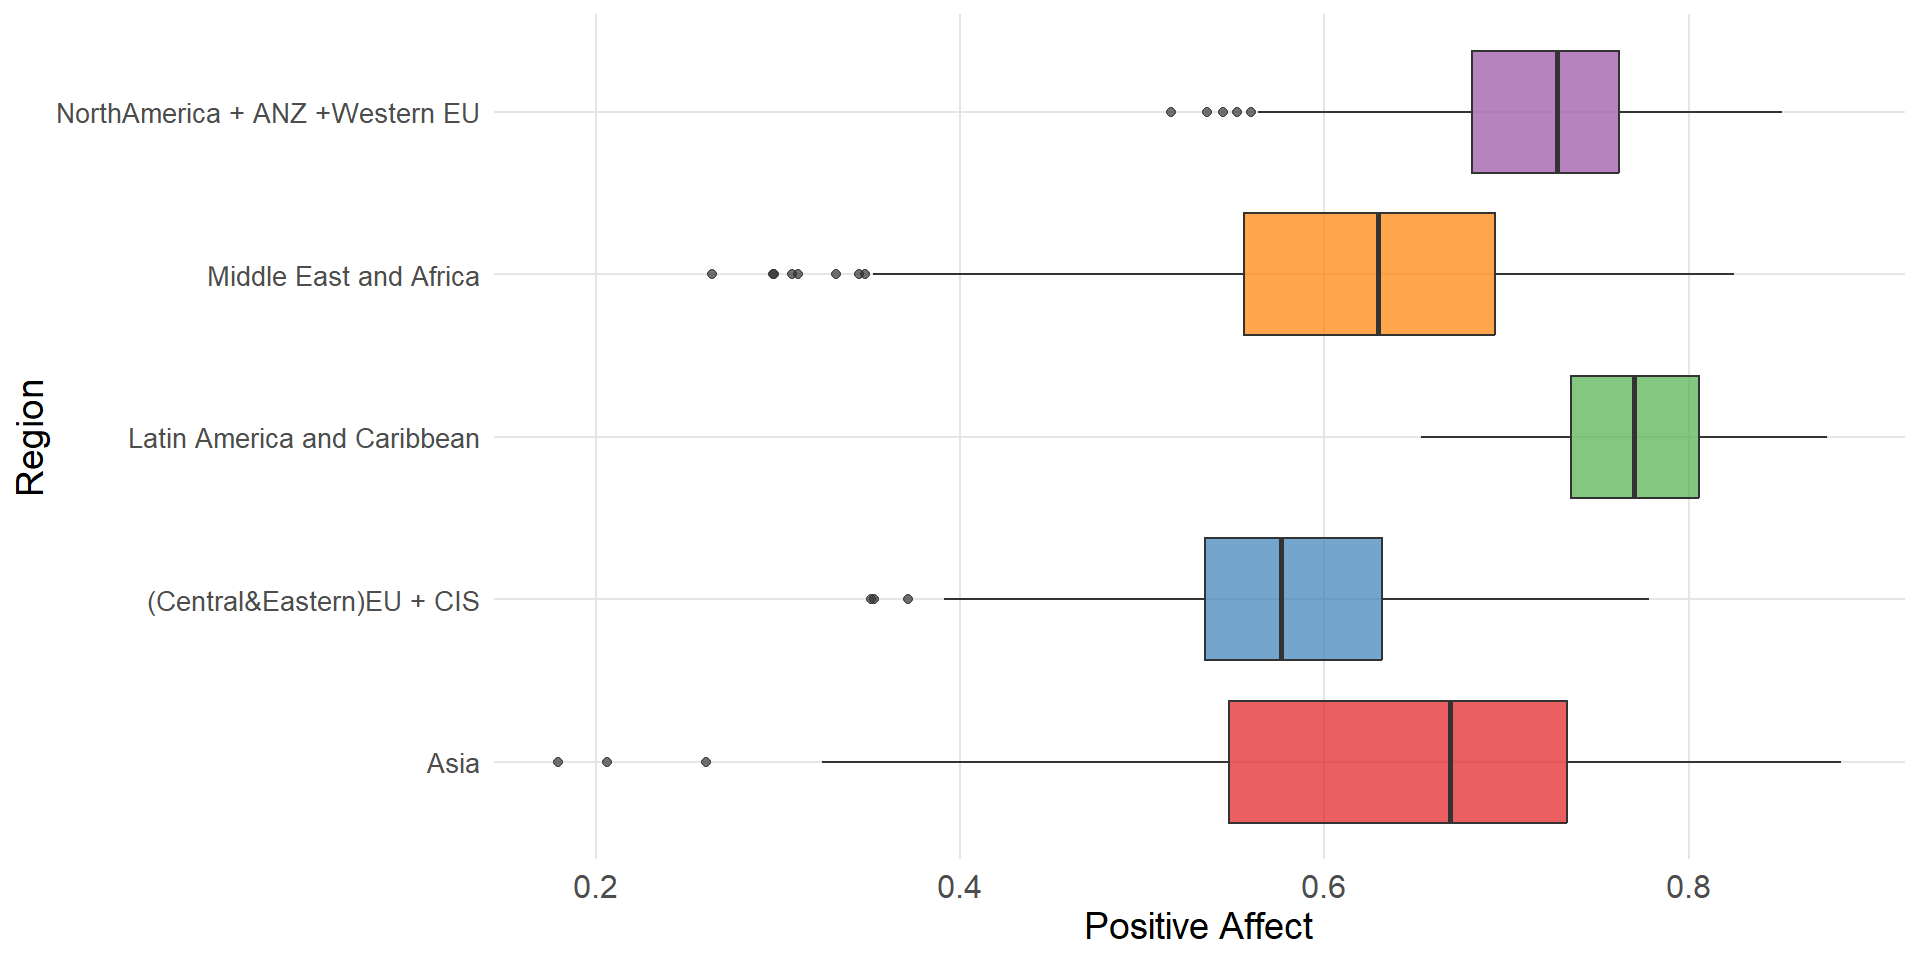 NorthAmerica + ANZ +Western EU
Middle East and Africa
Latin America and Caribbean
(Central&Eastern)EU + CIS
Asia
Region
0.2 0.4 0.6 0.8
Positive Affect